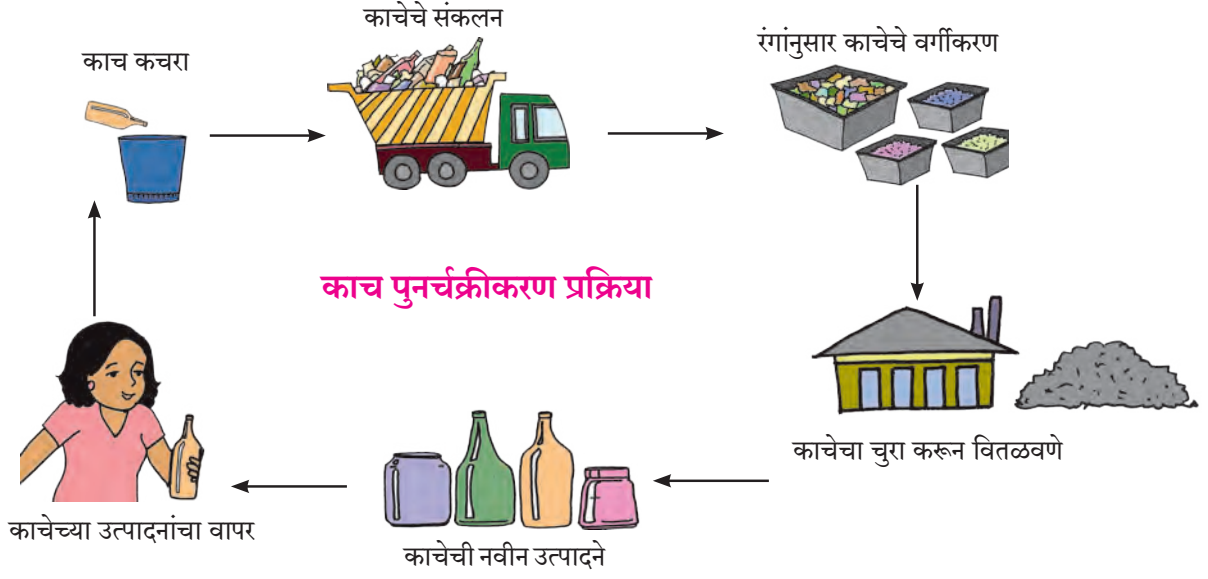 काच कचरा
काचेचे संकलन
रंगांनुसार काचेचे वर्गीकरण
काच पुनर्चक्रीकरण प्रक्रिया
काचेचा चुरा करून वितळवणे
काचेची नवीन उत्पादने
काचेच्या उत्पादनांचा वापर